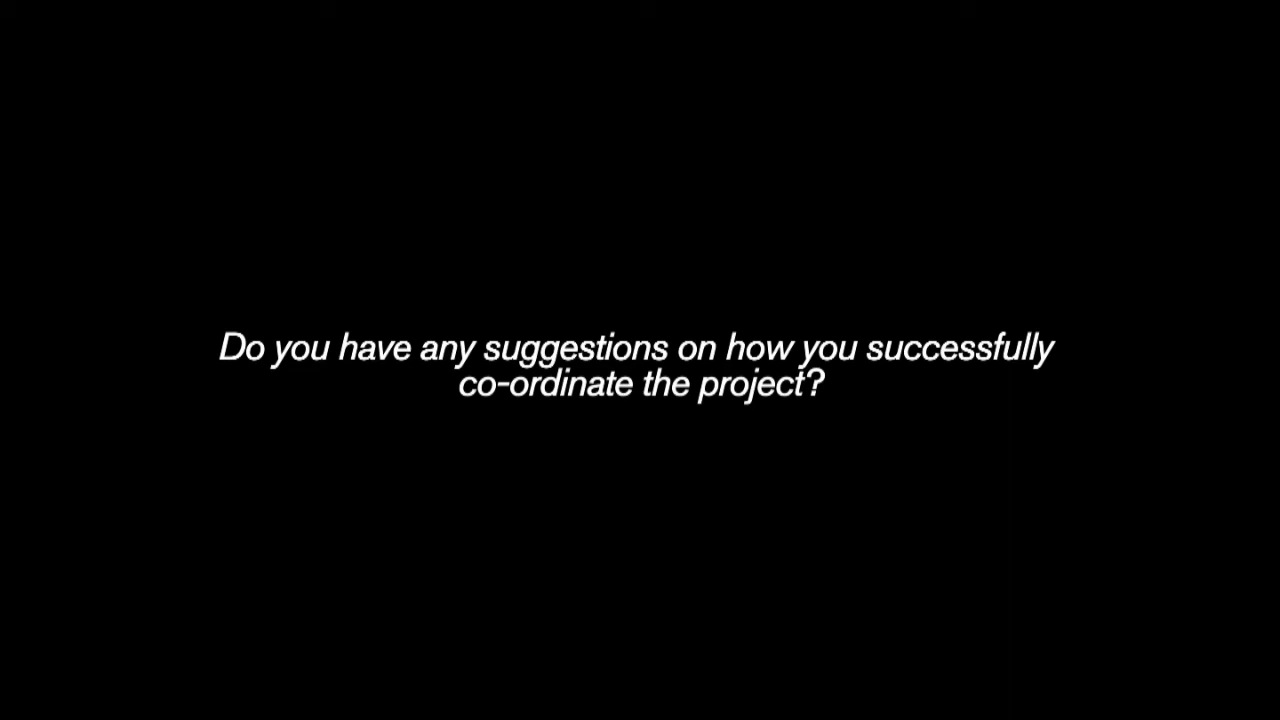 Do you have any suggestions on how you successfully
co-ordinate the project?